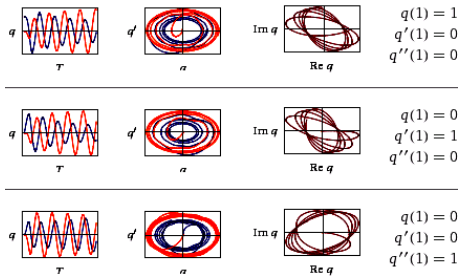 q q′ Im q q(1) = 1
q′(1) = 0
q″(1) = 0
T q Re q
q q′ Im q q(1) = 0
q′(1) = 1
q″(1) = 0
T q Re q
q q′ Im q q(1) = 0
q′(1) = 0
q″(1) = 1
T q Re q